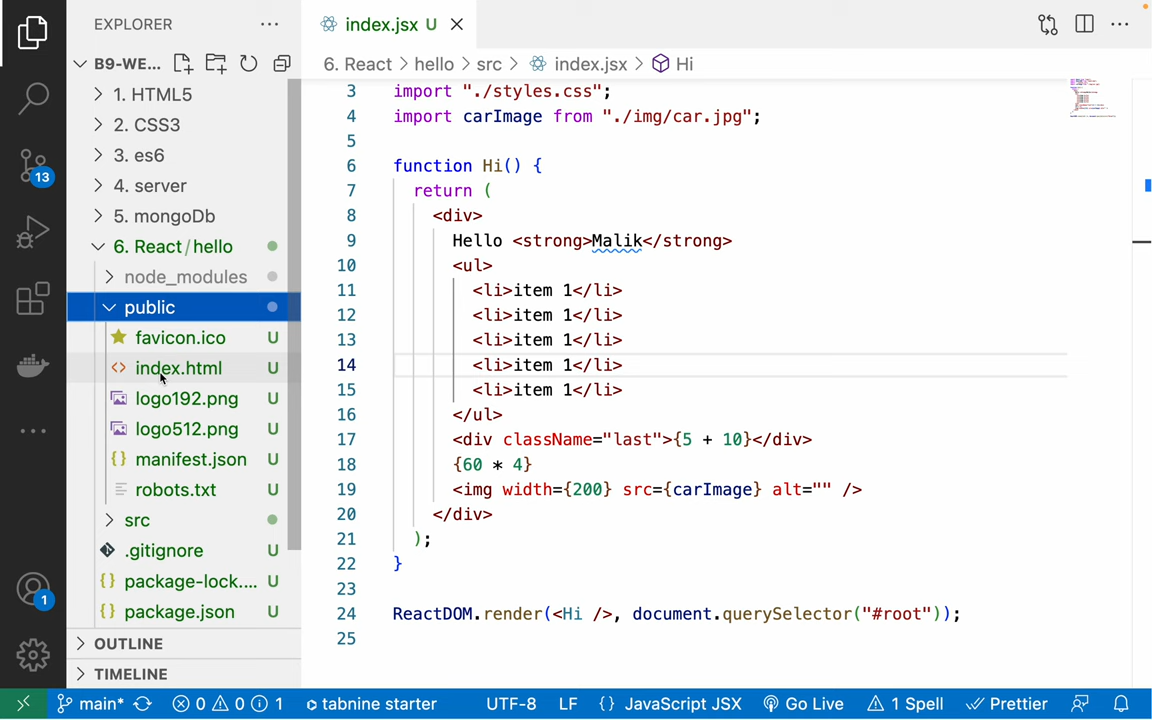 EXPLORER
index.jsx U
B9-WE...
6. React > hello > src > index.jsx > Hi
1. HTML5
2. CSS3
3. es6
4. server
5. mongoDb
6. React/hello
node_modules
public
favicon.ico U
index.html U
logo192.png U
logo512.png U
manifest.json U
robots.txt U
src
.gitignore U
package-lock.... U
package.json U
OUTLINE
TIMELINE
13
1
3 import "./styles.css";
4 import carImage from "./img/car.jpg";
5
6 function Hi() {
7 return (
8 <div>
9 Hello <strong>Malik</strong>
10 <ul>
11 <li>item 1</li>
12 <li>item 1</li>
13 <li>item 1</li>
14 <li>item 1</li>
15 <li>item 1</li>
16 </ul>
17 <div className="last">{5 + 10}</div>
18 {60 * 4}
19 <img width={200} src={carImage} alt="" />
20 </div>
21 );
22 }
23
24 ReactDOM.render(<Hi />, document.querySelector("#root"));
25
main* 0 0 1 tabnine starter UTF-8 LF {} JavaScript JSX Go Live 1 Spell Prettier